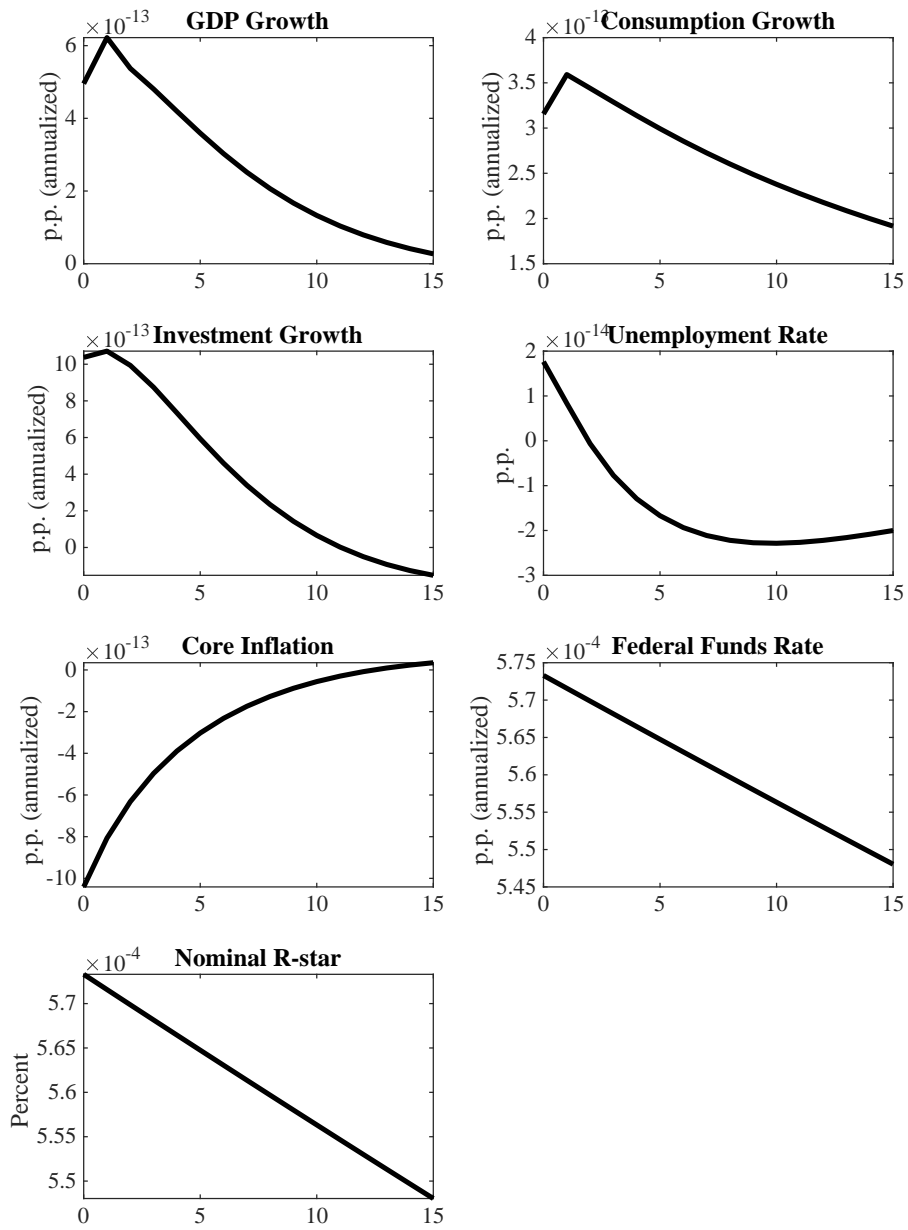 GDP Growth
×10^-13
p.p. (annualized)
6
4
2
0
0 5 10 15
Consumption Growth
×10^-13
p.p. (annualized)
4
3.5
3
2.5
2
1.5
0 5 10 15
Investment Growth
×10^-13
p.p. (annualized)
10
8
6
4
2
0
0 5 10 15
Unemployment Rate
×10^-14
p.p.
2
1
0
-1
-2
-3
0 5 10 15
Core Inflation
×10^-13
p.p. (annualized)
0
-2
-4
-6
-8
-10
0 5 10 15
Federal Funds Rate
×10^-4
p.p. (annualized)
5.75
5.7
5.65
5.6
5.55
5.5
5.45
0 5 10 15
Nominal R-star
×10^-4
Percent
5.7
5.65
5.6
5.55
5.5
0 5 10 15